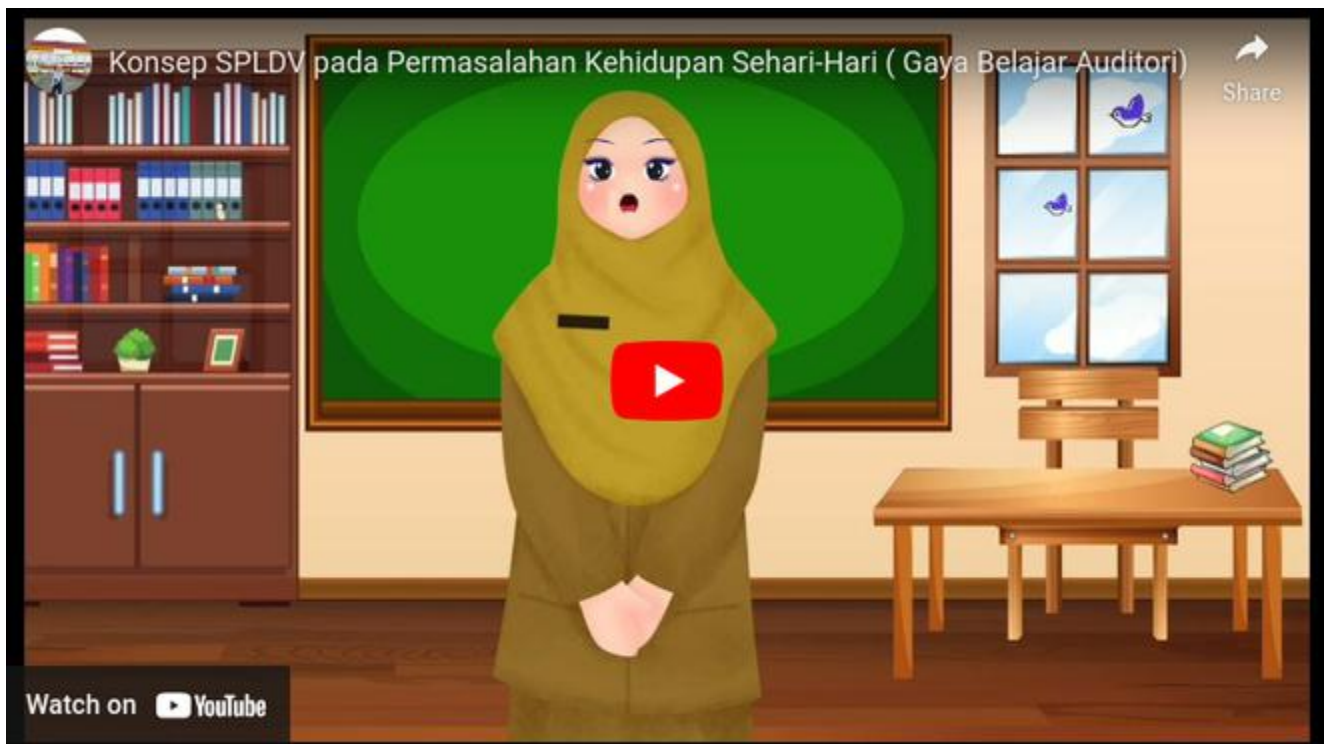 Konsep SPLDV pada Permasalahan Kehidupan Sehari-Hari ( Gaya Belajar Auditori)
Share
Watch on YouTube